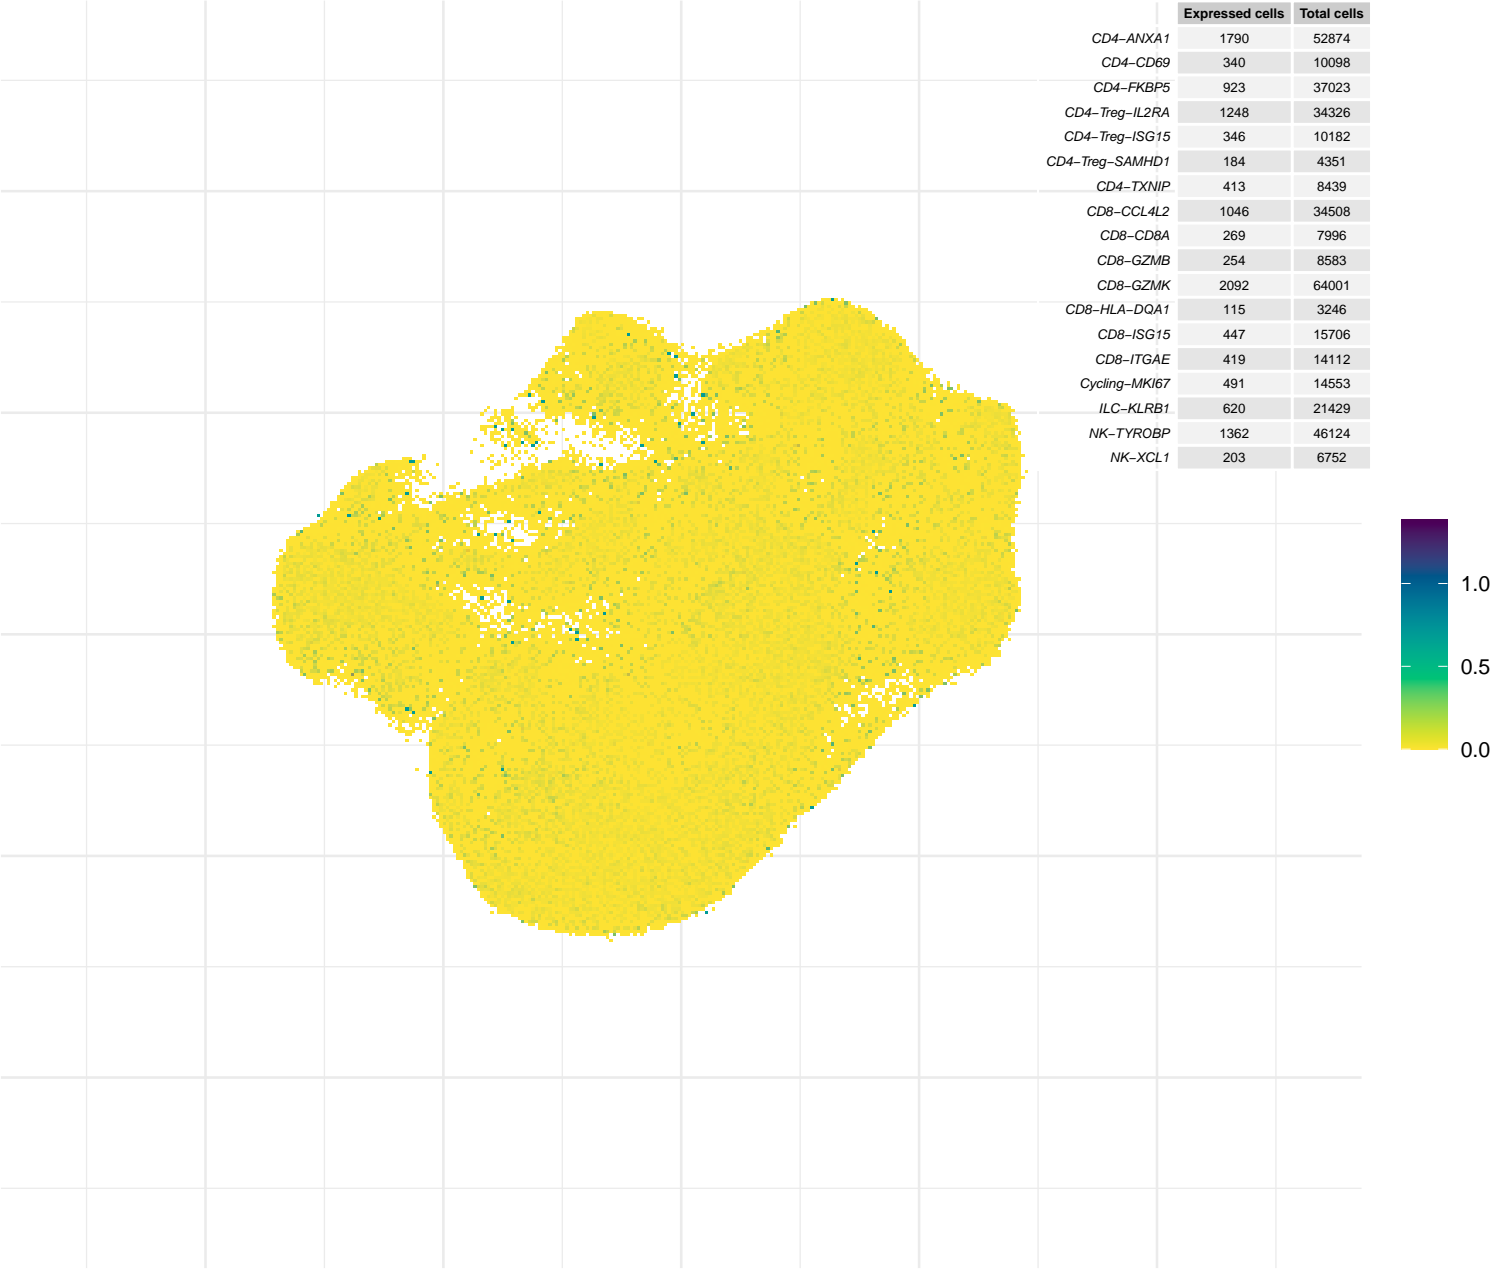 Expressed cells Total cells
CD4−ANXA1 1790 52874
CD4−CD69 340 10098
CD4−FKBP5 923 37023
CD4−Treg−IL2RA 1248 34326
CD4−Treg−ISG15 346 10182
CD4−Treg−SAMHD1 184 4351
CD4−TXNIP 413 8439
CD8−CCL4L2 1046 34508
CD8−CD8A 269 7996
CD8−GZMB 254 8583
CD8−GZMK 2092 64001
CD8−HLA−DQA1 115 3246
CD8−ISG15 447 15706
CD8−ITGAE 419 14112
Cycling−MKI67 491 14553
ILC−KLRB1 620 21429
NK−TYROBP 1362 46124
NK−XCL1 203 6752
1.0
0.5
0.0